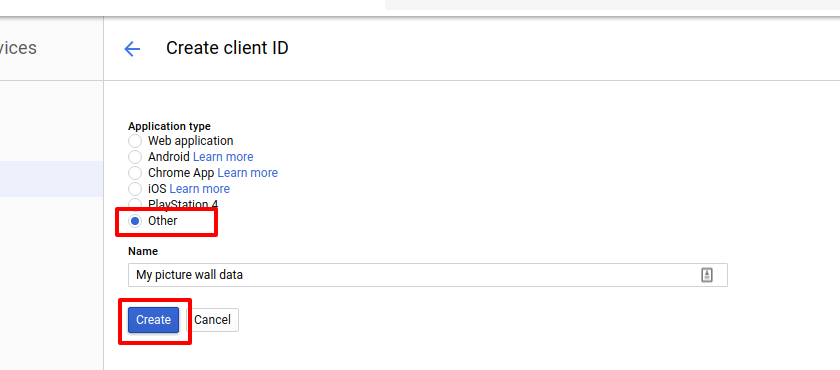 vices
Create client ID
Application type
Web application
Android Learn more
Chrome App Learn more
iOS Learn more
PlayStation 4
Other
Name
My picture wall data
Create Cancel